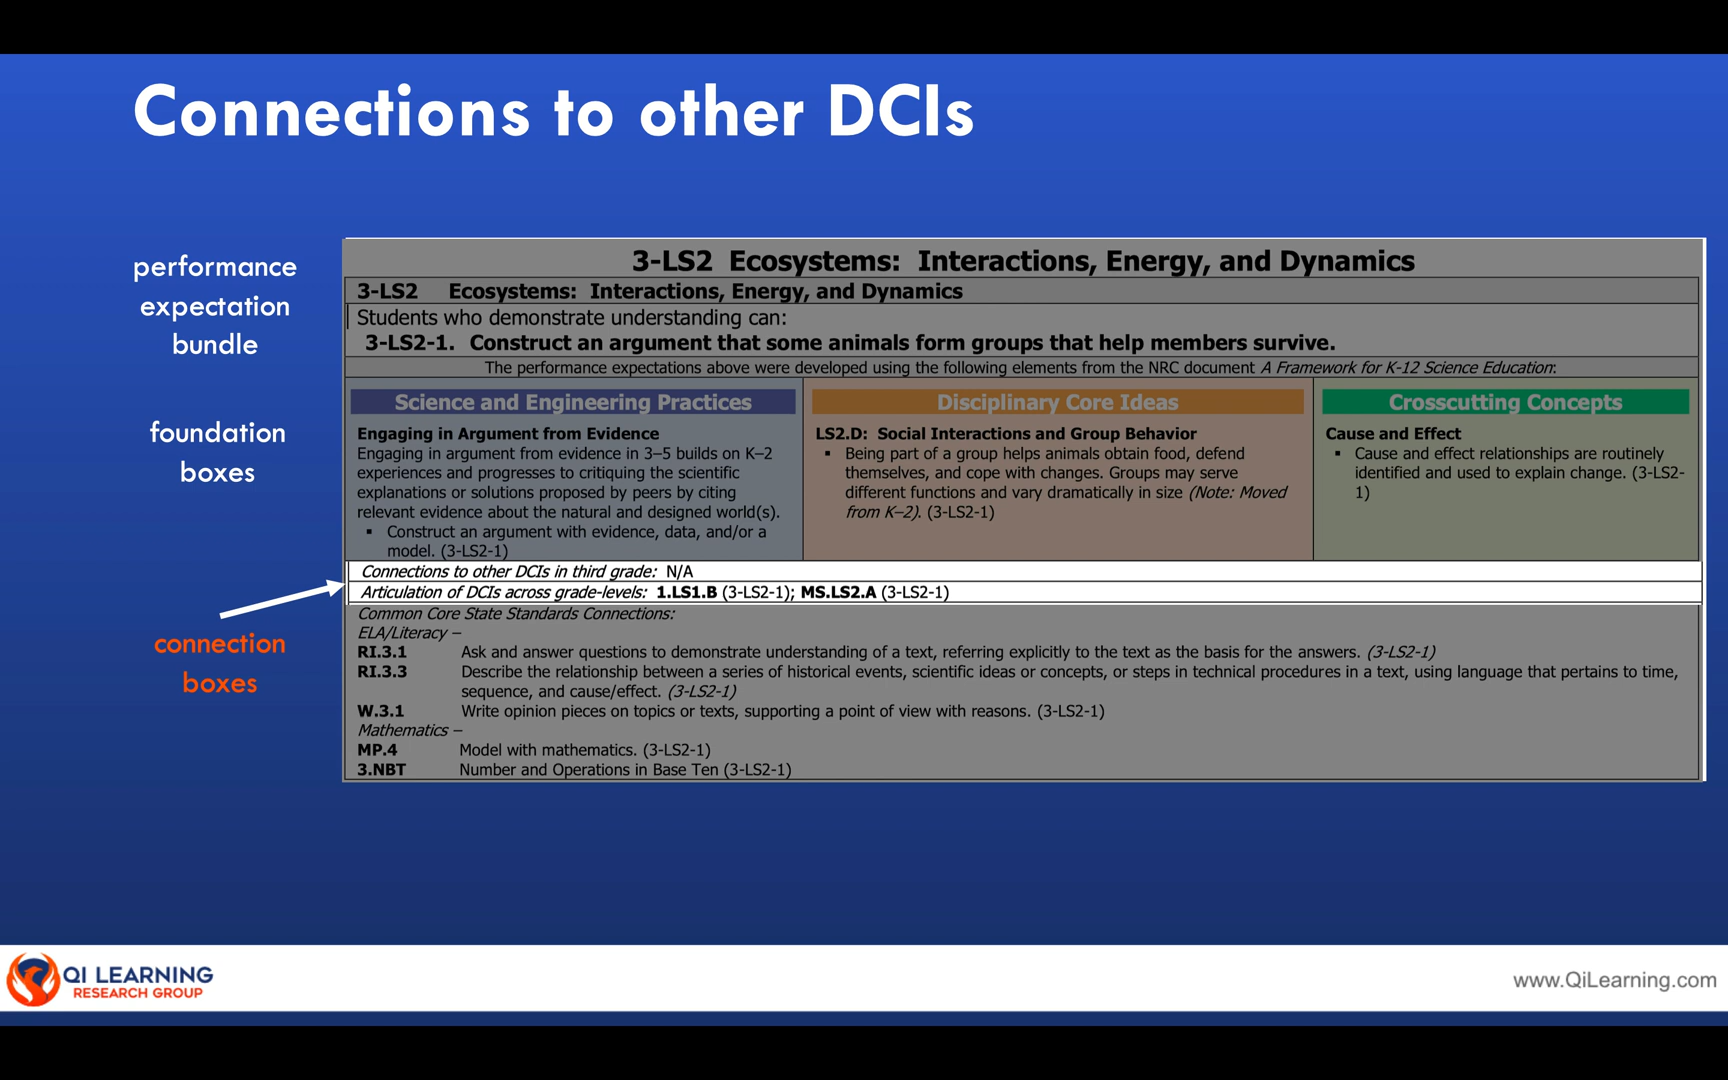 Connections to other DCIs
performance
expectation
bundle
foundation
boxes
connection
boxes
3-LS2 Ecosystems: Interactions, Energy, and Dynamics
3-LS2 Ecosystems: Interactions, Energy, and Dynamics
Students who demonstrate understanding can:
3-LS2-1. Construct an argument that some animals form groups that help members survive.
The performance expectations above were developed using the following elements from the NRC document A Framework for K-12 Science Education:
Science and Engineering Practices
Engaging in Argument from Evidence
Engaging in argument from evidence in 3–5 builds on K–2
experiences and progresses to critiquing the scientific
explanations or solutions proposed by peers by citing
relevant evidence about the natural and designed world(s).
▪ Construct an argument with evidence, data, and/or a
model. (3-LS2-1)
Disciplinary Core Ideas
LS2.D: Social Interactions and Group Behavior
▪ Being part of a group helps animals obtain food, defend
themselves, and cope with changes. Groups may serve
different functions and vary dramatically in size (Note: Moved
from K–2). (3-LS2-1)
Crosscutting Concepts
Cause and Effect
▪ Cause and effect relationships are routinely
identified and used to explain change. (3-LS2-
1)
Connections to other DCIs in third grade: N/A
Articulation of DCIs across grade-levels: 1.LS1.B (3-LS2-1); MS.LS2.A (3-LS2-1)
Common Core State Standards Connections:
ELA/Literacy –
RI.3.1 Ask and answer questions to demonstrate understanding of a text, referring explicitly to the text as the basis for the answers. (3-LS2-1)
RI.3.3 Describe the relationship between a series of historical events, scientific ideas or concepts, or steps in technical procedures in a text, using language that pertains to time,
sequence, and cause/effect. (3-LS2-1)
W.3.1 Write opinion pieces on topics or texts, supporting a point of view with reasons. (3-LS2-1)
Mathematics –
MP.4 Model with mathematics. (3-LS2-1)
3.NBT Number and Operations in Base Ten (3-LS2-1)
QI LEARNING
RESEARCH GROUP
www.QiLearning.com